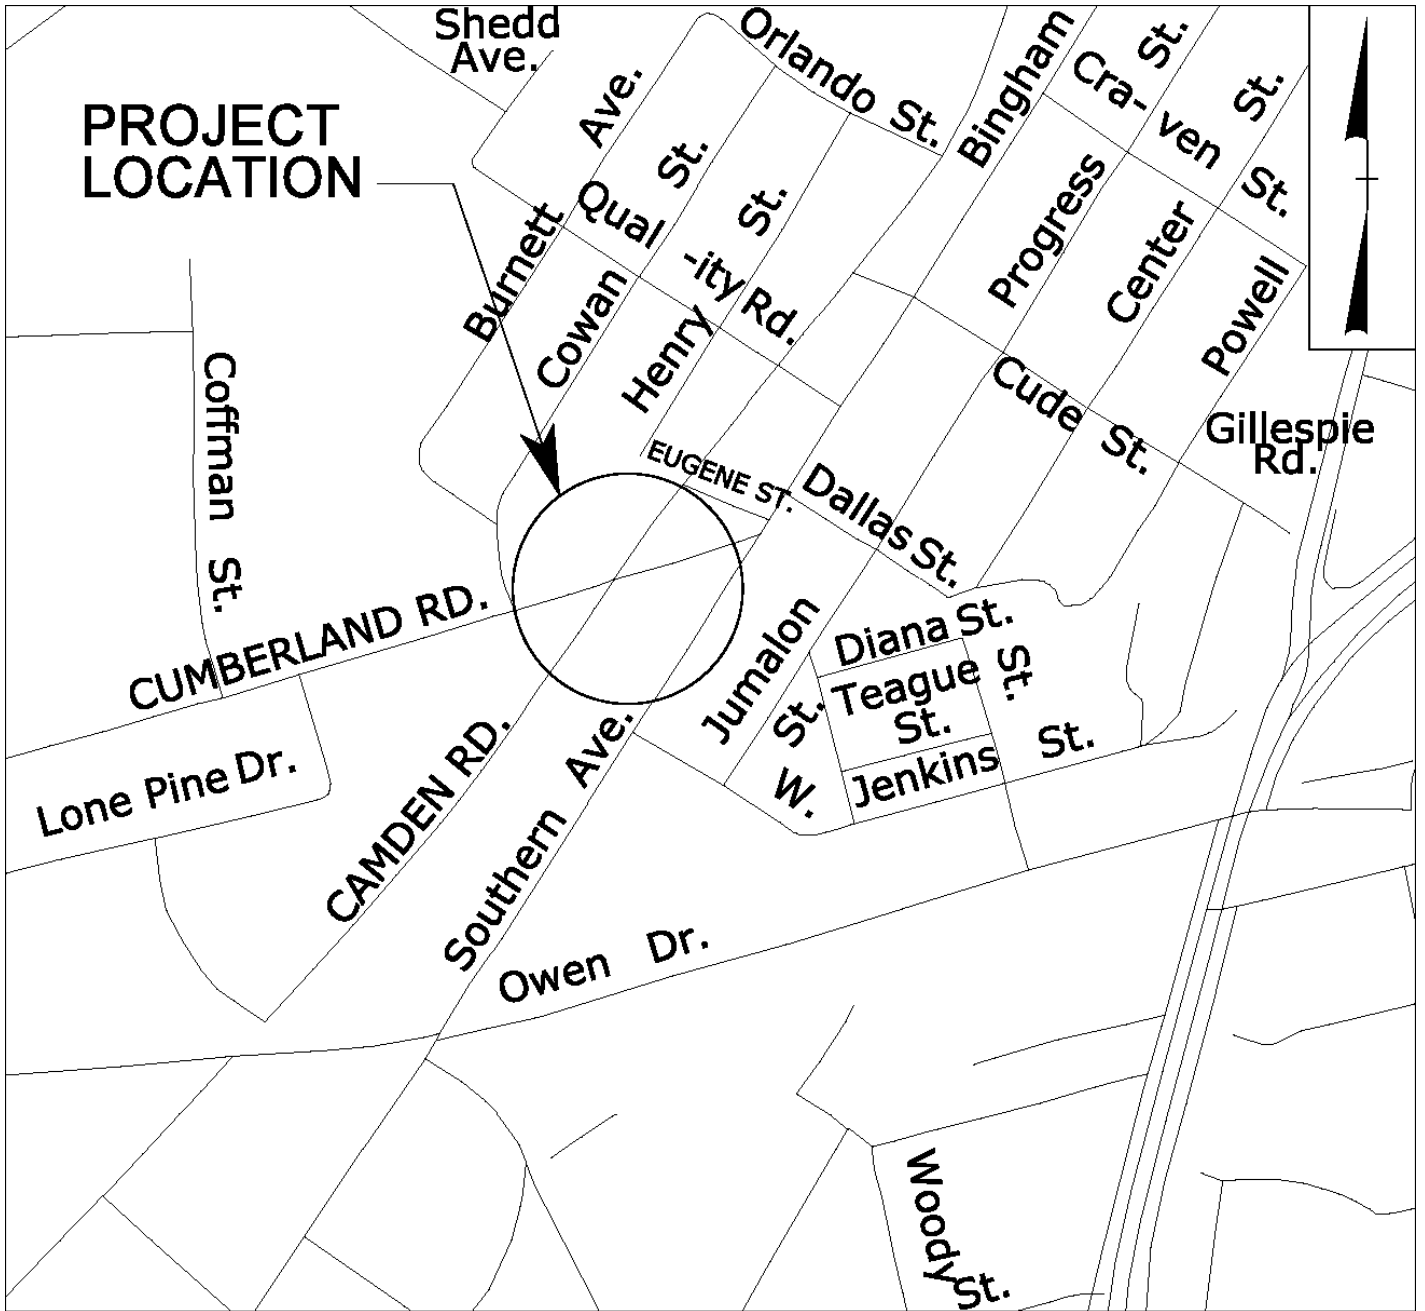 Shedd
Ave.
Orlando St.
Bingham
Cra-
ven St.
St.
St.
PROJECT
LOCATION
Burnett Ave.
Qual
-ity Rd.
Cowan St.
Henry St.
Progress
Center
Powell
Coffman St.
Cude St.
Gillespie
Rd.
EUGENE ST.
Dallas St.
CUMBERLAND RD.
Diana St.
Teague
St.
Jenkins
St.
St.
Jumalon
St.
W.
Lone Pine Dr.
CAMDEN RD.
Southern Ave.
Owen Dr.
Woody
St.